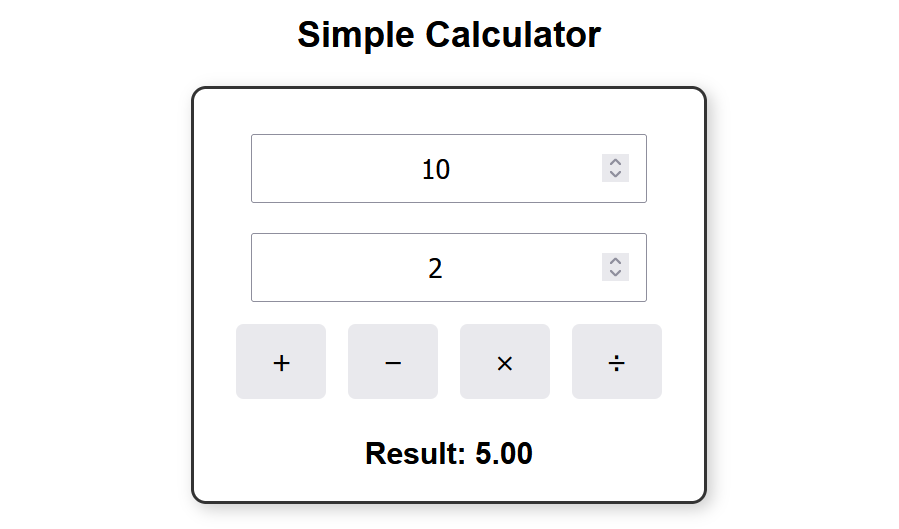 Simple Calculator
10
2
+ − × ÷
Result: 5.00